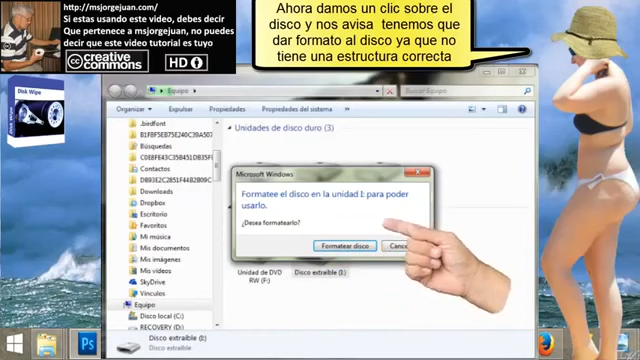 http://msjorgejuan.com/
Si estas usando este video, debes decir
Que pertenece a msjorgejuan.com, no puedes
decir que este video tutorial es tuyo
creative commons
HD
Ahora damos un clic sobre el
disco y nos avisa tenemos que
dar formato al disco ya que no
tiene una estructura correcta
Disk Wipe
Disk Wipe
Equipo
Buscar Equipo
Organizar
Expulsar
Propiedades
Propiedades del sistema
»
.birdfont
Búsquedas
Contactos
Downloads
Dropbox
Escritorio
Favoritos
Mi música
Mis documentos
Mis imágenes
Mis vídeos
SkyDrive
Vínculos
Equipo
Disco local (C:)
RECOVERY (D:)
Unidades de disco duro (3)
Microsoft Windows
Formatee el disco en la unidad I: para poder
usarlo.
¿Desea formatearlo?
Formatear disco
Unidad de DVD
RW (F:)
Disco extraíble (I:)
Disco extraíble (I:)
Disco extraíble
Ps